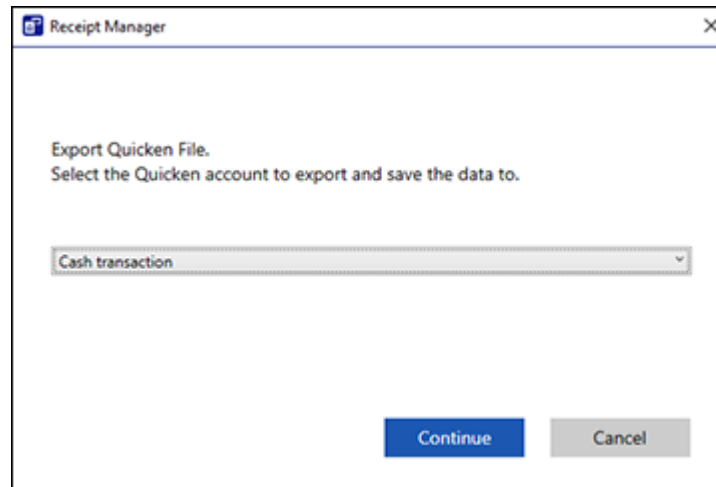 Receipt Manager
Export Quicken File.
Select the Quicken account to export and save the data to.
Cash transaction
Continue
Cancel